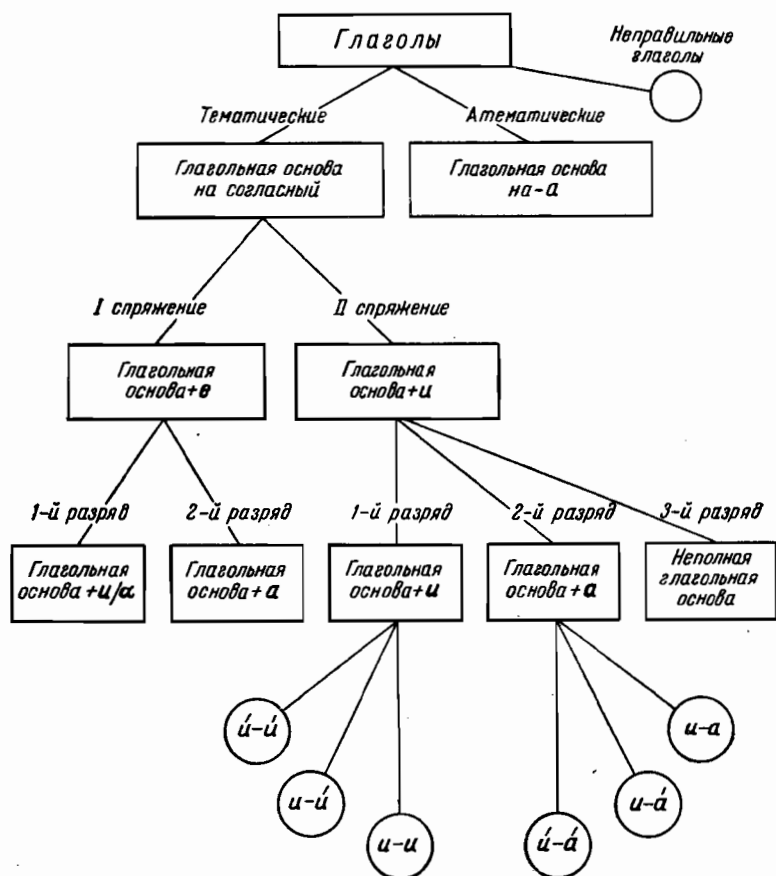 Глаголы
Неправильные
глаголы
Тематические
Атематические
Глагольная основа
на согласный
Глагольная основа
на-а
I спряжение
II спряжение
Глагольная
основа+е
Глагольная
основа+и
1-й разряд
2-й разряд
1-й разряд
2-й разряд
3-й разряд
Глагольная
основа+и/а
Глагольная
основа+а
Глагольная
основа+и
Глагольная
основа+а
Неполная
глагольная
основа
и́-и́
и-и́
и-и
и́-а́
и-а́
и-а